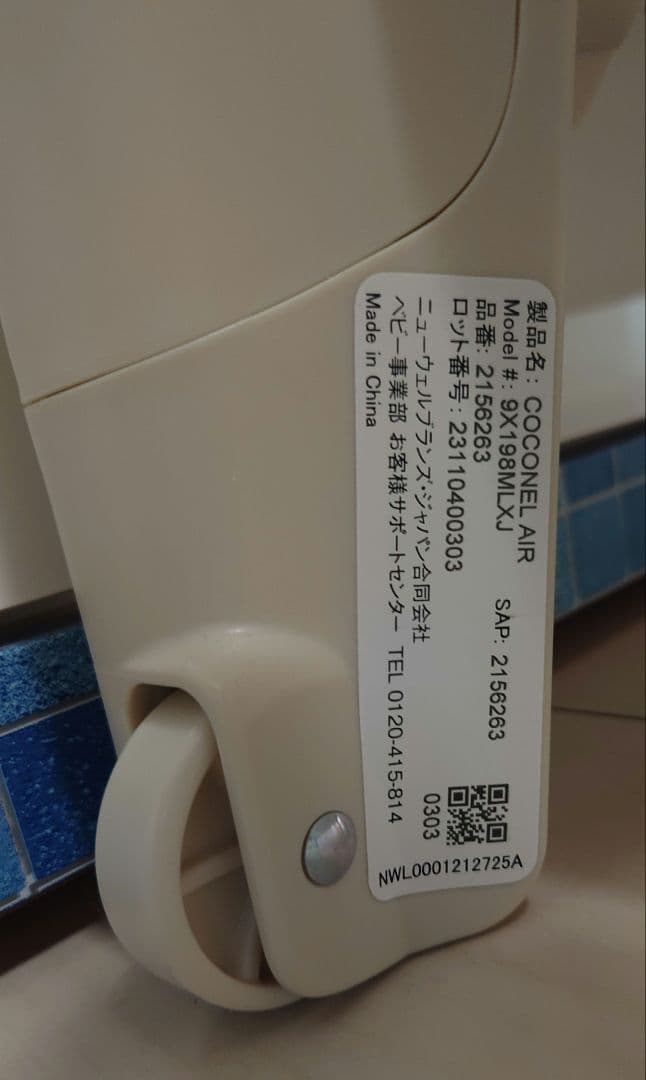 製品名: COCONEL AIR
Model #: 9X198MLXJ SAP: 2156263
品番: 2156263
ロット番号: 23110400303
ニューウェルブランズ・ジャパン合同会社 0303
ベビー事業部 お客様サポートセンター TEL 0120-415-814
Made in China
NWL0001212725A